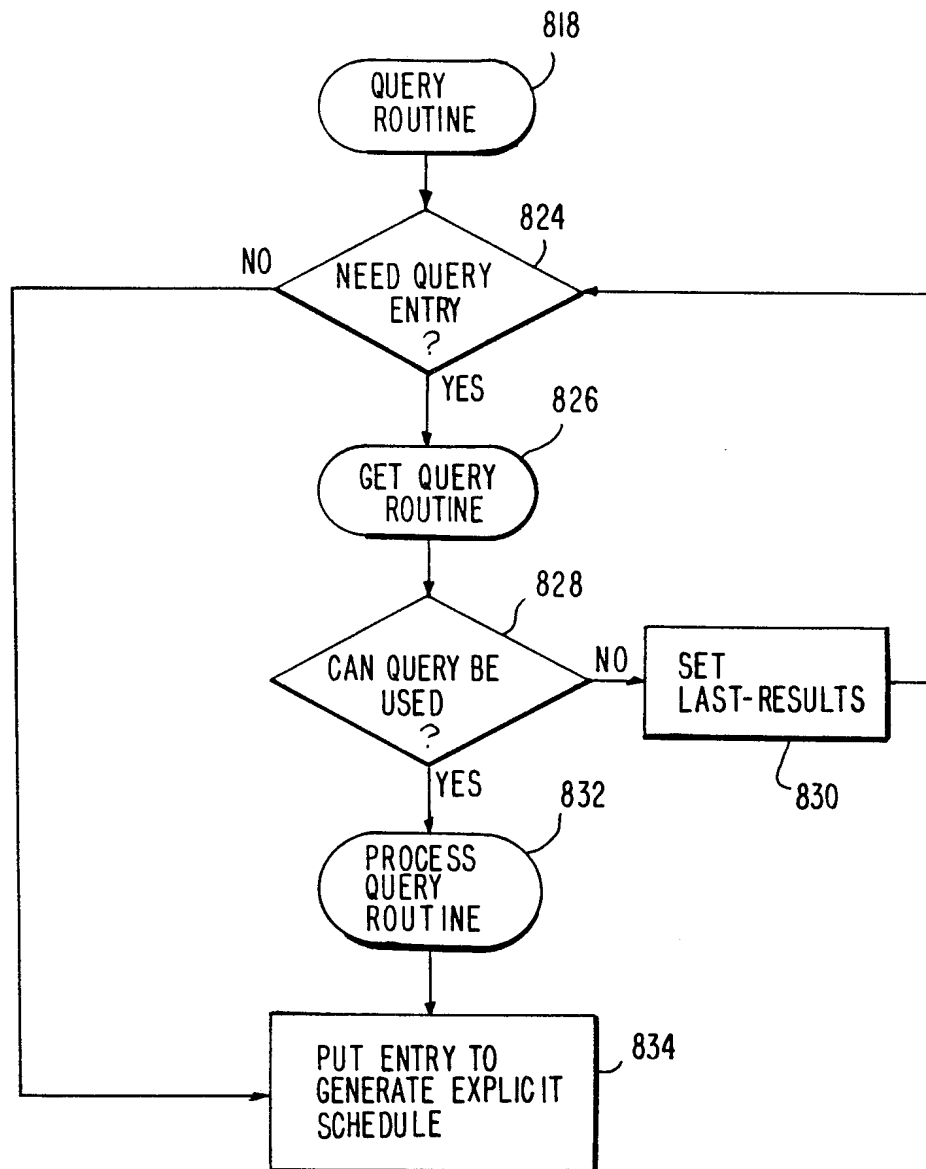 818
QUERY
ROUTINE
824
NO
NEED QUERY
ENTRY
?
YES
826
GET QUERY
ROUTINE
828
CAN QUERY BE
USED
?
NO
SET
LAST-RESULTS
830
YES
832
PROCESS
QUERY
ROUTINE
834
PUT ENTRY TO
GENERATE EXPLICIT
SCHEDULE